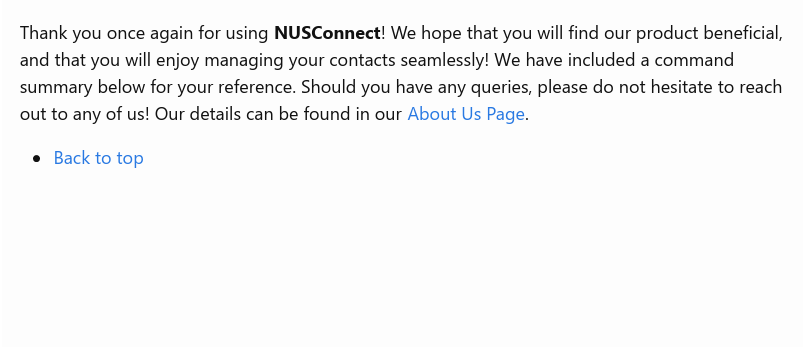 Thank you once again for using NUSConnect! We hope that you will find our product beneficial,
and that you will enjoy managing your contacts seamlessly! We have included a command
summary below for your reference. Should you have any queries, please do not hesitate to reach
out to any of us! Our details can be found in our About Us Page.
• Back to top